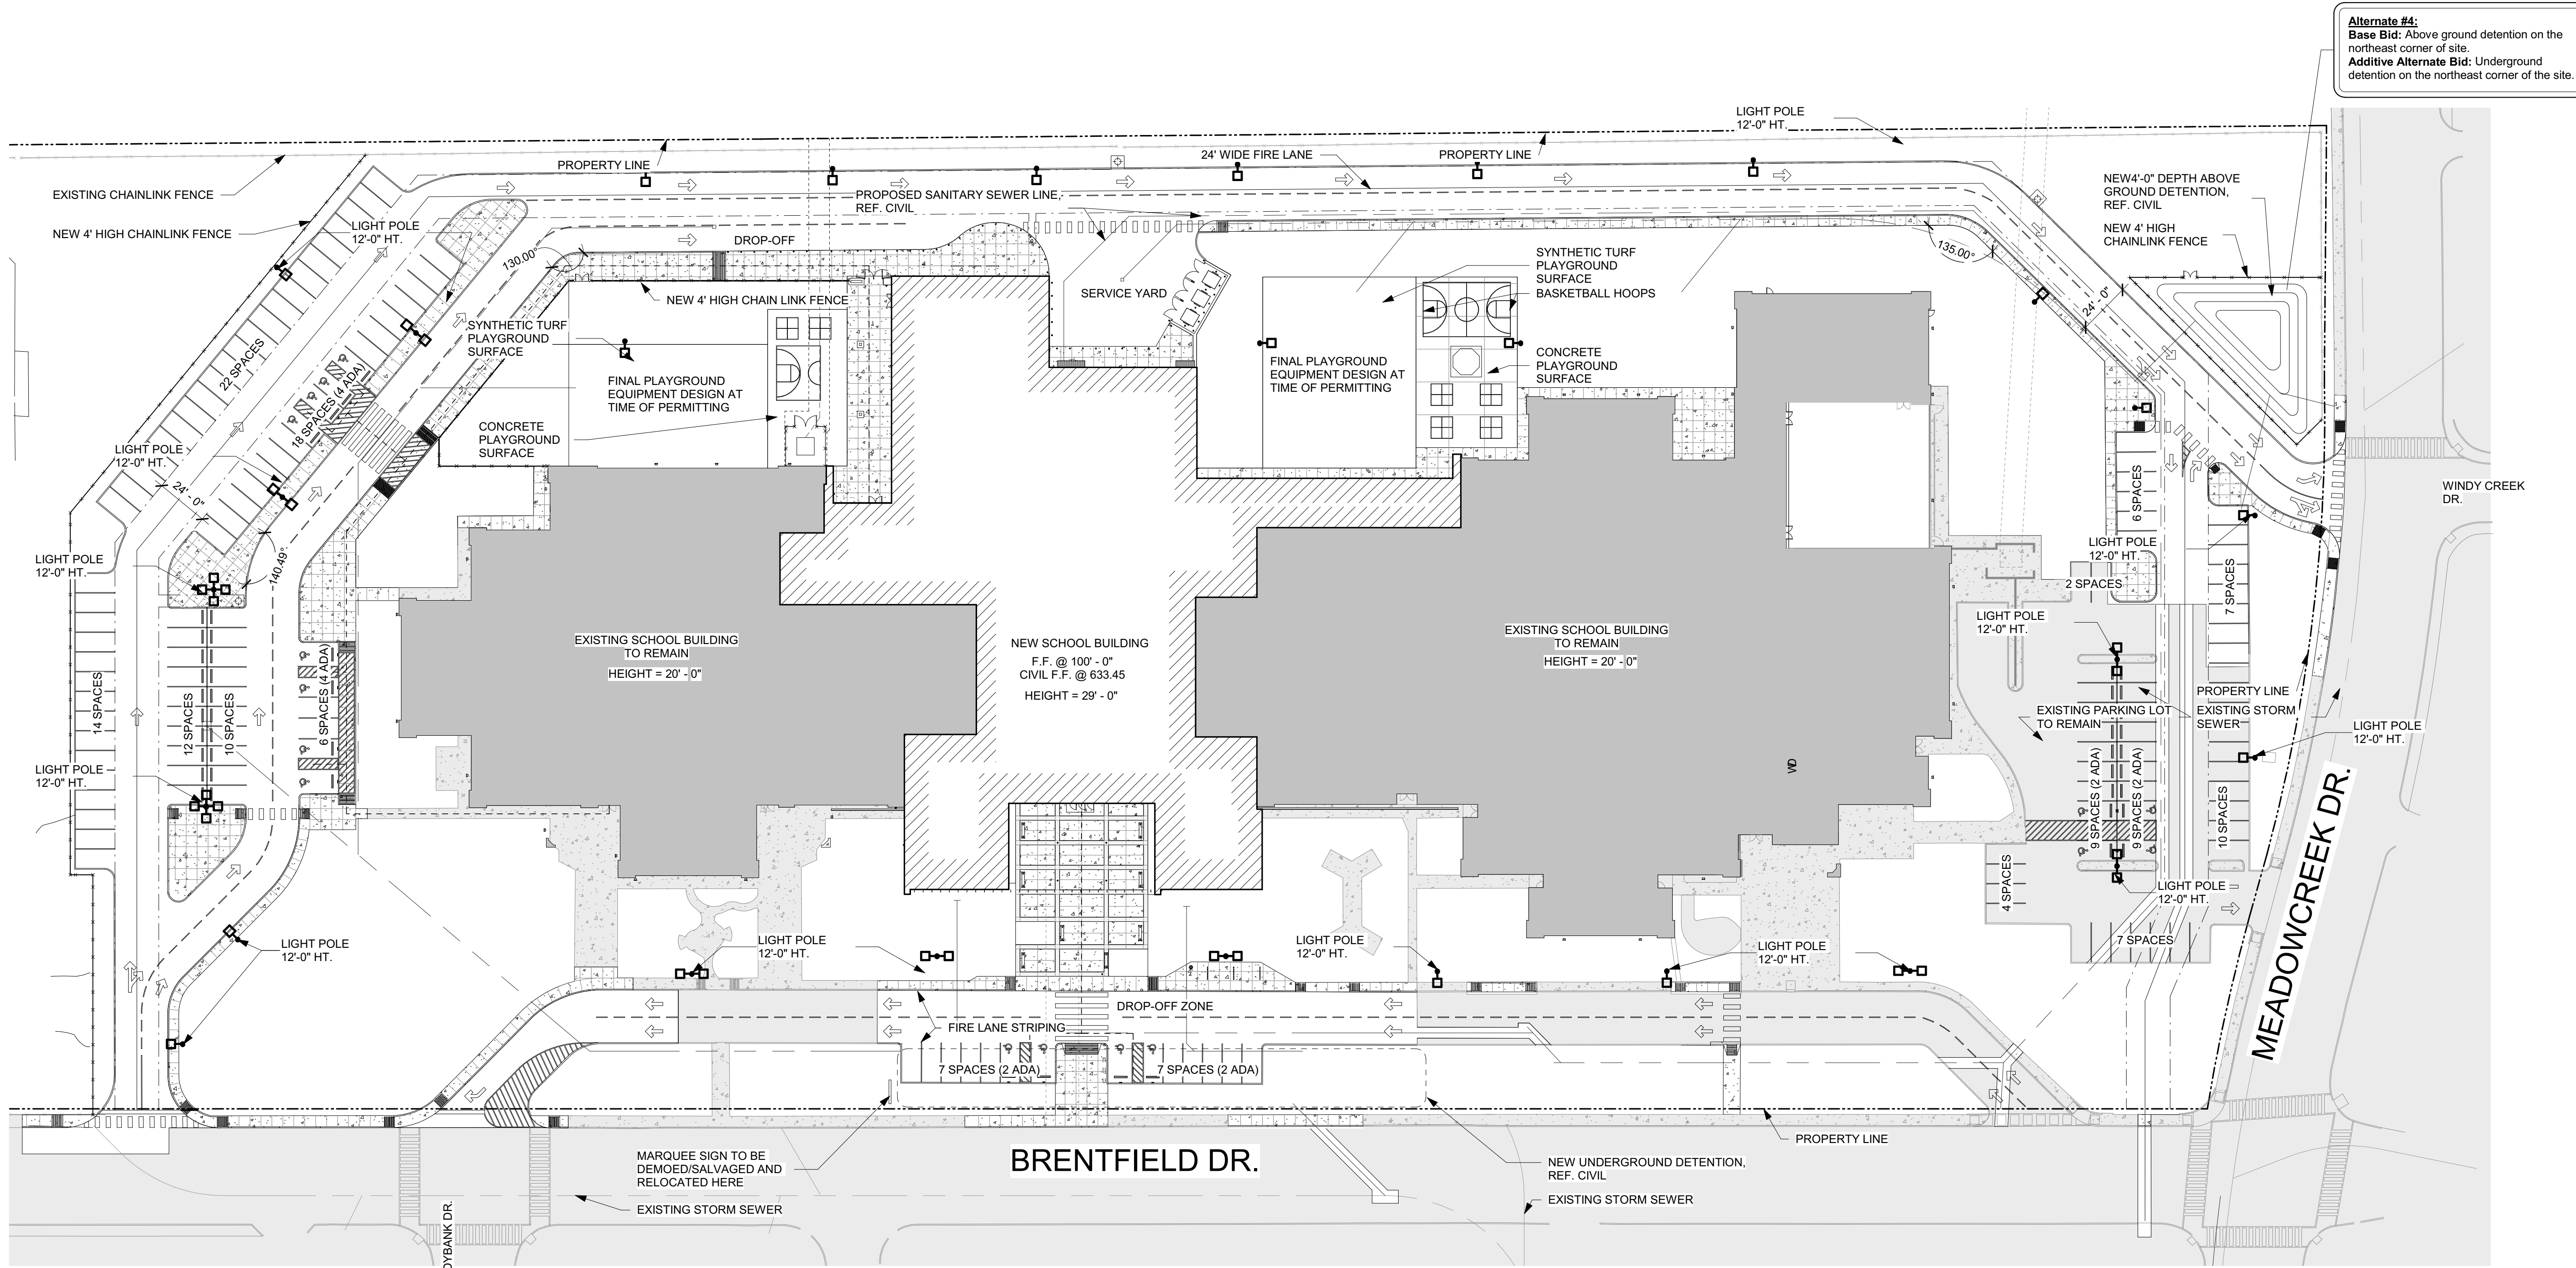 Alternate #4:
Base Bid: Above ground detention on the
northeast corner of site.
Additive Alternate Bid: Underground
detention on the northeast corner of the site.
LIGHT POLE
12'-0" HT.
PROPERTY LINE
24' WIDE FIRE LANE
PROPERTY LINE
EXISTING CHAINLINK FENCE
PROPOSED SANITARY SEWER LINE,
REF. CIVIL
NEW4'-0" DEPTH ABOVE
GROUND DETENTION,
REF. CIVIL
NEW 4' HIGH CHAINLINK FENCE
LIGHT POLE
12'-0" HT.
DROP-OFF
NEW 4' HIGH
CHAINLINK FENCE
130.00°
135.00°
SYNTHETIC TURF
PLAYGROUND
SURFACE
BASKETBALL HOOPS
SERVICE YARD
NEW 4' HIGH CHAIN LINK FENCE
24' - 0"
SYNTHETIC TURF
PLAYGROUND
SURFACE
22 SPACES
18 SPACES (4 ADA)
FINAL PLAYGROUND
EQUIPMENT DESIGN AT
TIME OF PERMITTING
FINAL PLAYGROUND
EQUIPMENT DESIGN AT
TIME OF PERMITTING
CONCRETE
PLAYGROUND
SURFACE
CONCRETE
PLAYGROUND
SURFACE
LIGHT POLE
12'-0" HT.
24' - 0"
6 SPACES
WINDY CREEK
DR.
LIGHT POLE
12'-0" HT.
140.49°
LIGHT POLE
12'-0" HT.
2 SPACES
7 SPACES
LIGHT POLE
12'-0" HT.
EXISTING SCHOOL BUILDING
TO REMAIN
HEIGHT = 20' - 0"
NEW SCHOOL BUILDING
F.F. @ 100' - 0"
CIVIL F.F. @ 633.45
HEIGHT = 29' - 0"
EXISTING SCHOOL BUILDING
TO REMAIN
HEIGHT = 20' - 0"
14 SPACES
12 SPACES
10 SPACES
6 SPACES (4 ADA)
PROPERTY LINE
EXISTING PARKING LOT
TO REMAIN
EXISTING STORM
SEWER
LIGHT POLE
12'-0" HT.
LIGHT POLE
12'-0" HT.
9 SPACES (2 ADA)
9 SPACES (2 ADA)
10 SPACES
4 SPACES
LIGHT POLE
12'-0" HT.
7 SPACES
MEADOWCREEK DR.
LIGHT POLE
12'-0" HT.
LIGHT POLE
12'-0" HT.
LIGHT POLE
12'-0" HT.
LIGHT POLE
12'-0" HT.
DROP-OFF ZONE
FIRE LANE STRIPING
7 SPACES (2 ADA)
7 SPACES (2 ADA)
PROPERTY LINE
MARQUEE SIGN TO BE
DEMOED/SALVAGED AND
RELOCATED HERE
BRENTFIELD DR.
NEW UNDERGROUND DETENTION,
REF. CIVIL
EXISTING STORM SEWER
EXISTING STORM SEWER
DYBANK DR.